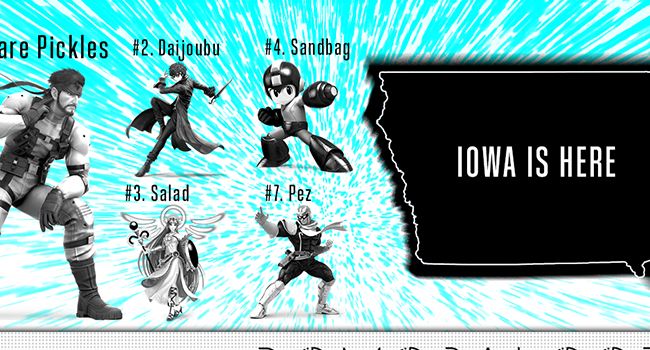 are Pickles
#2. Daijoubu
#4. Sandbag
#3. Salad
#7. Pez
IOWA IS HERE